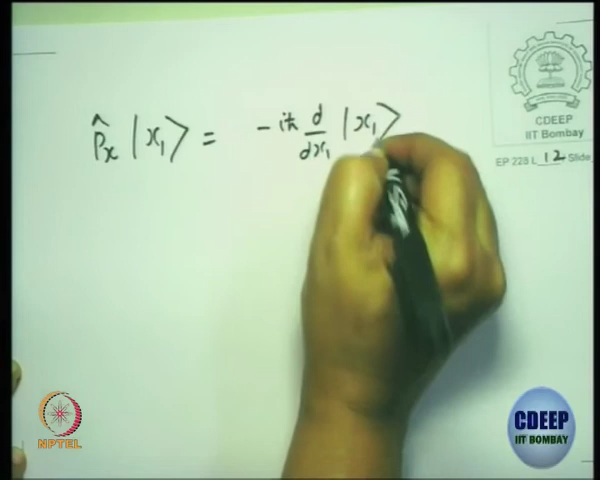 p̂ₓ |x₁⟩ = -iħ d/dx₁ |x₁⟩
CDEEP
IIT Bombay
EP 228 L 12 Slide
NPTEL
CDEEP
IIT BOMBAY